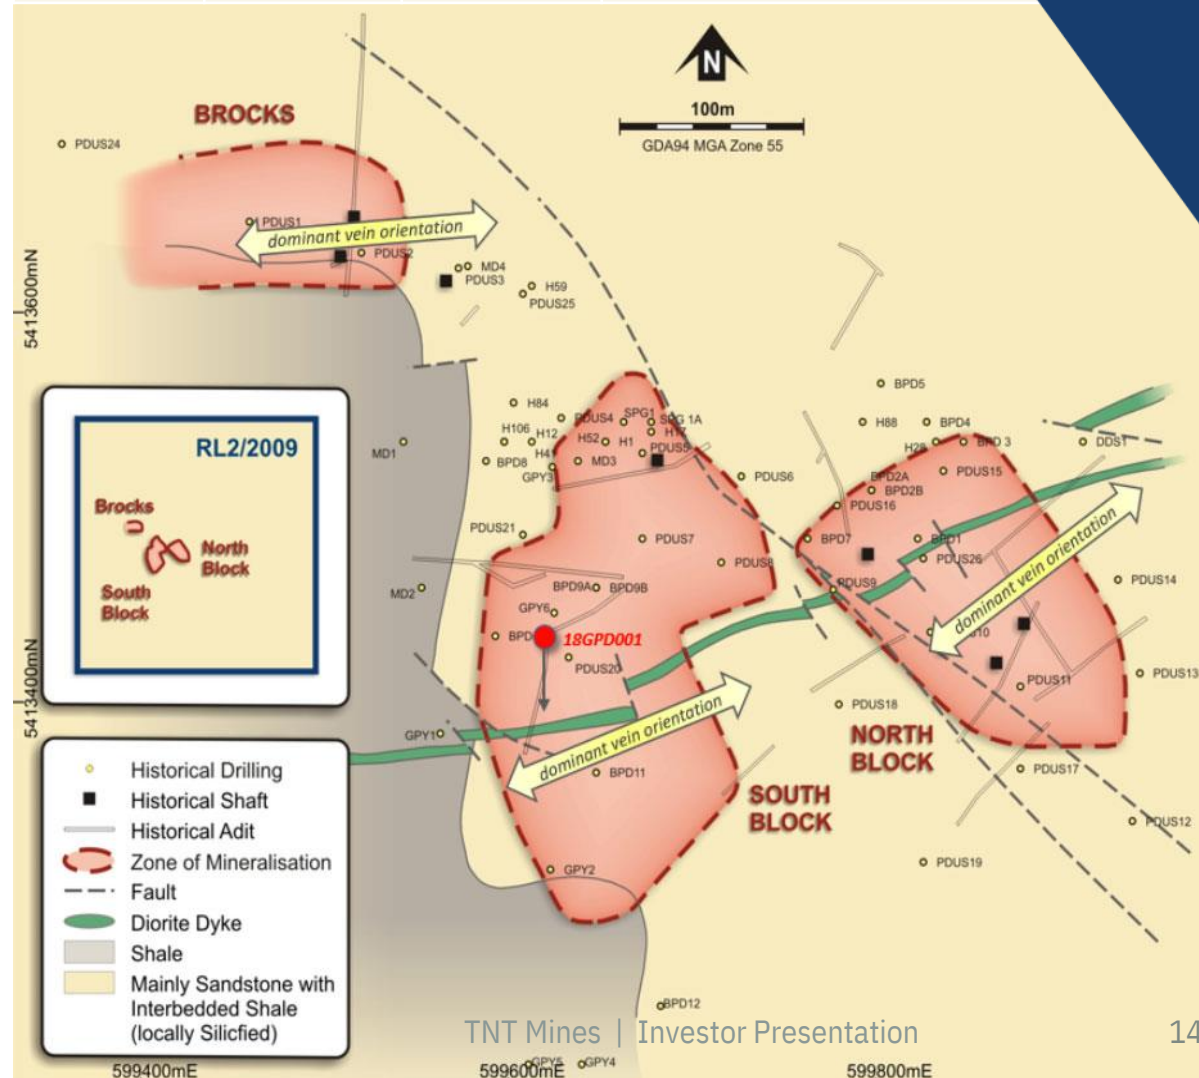 N
100m
GDA94 MGA Zone 55
BROCKS
PDUS24
PDUS1
dominant vein orientation
PDUS2
MD4
PDUS3
H59
PDUS25
5413600mN
BPD5
H84
PDUS4
SPG1
SPG 1A
H88
BPD4
H106
H12
H52
H1
H17
H29
BPD 3
DDS1
MD1
H41
PDUS5
BPD8
MD3
GPY3
PDUS6
BPD2A
PDUS15
BPD2B
PDUS16
RL2/2009
Brocks
North
Block
South
Block
PDUS21
PDUS7
BPD7
BPD1
PDUS8
PDUS26
dominant vein orientation
MD2
BPD9A
BPD9B
PDUS9
PDUS14
GPY6
18GPD001
PDUS20
5413400mN
PDUS11
PDUS13
PDUS18
GPY1
dominant vein orientation
NORTH
BLOCK
BPD11
PDUS17
SOUTH
BLOCK
PDUS12
GPY2
PDUS19
Historical Drilling
Historical Shaft
Historical Adit
Zone of Mineralisation
Fault
Diorite Dyke
Shale
Mainly Sandstone with
Interbedded Shale
(locally Silicfied)
BPD12
TNT Mines | Investor Presentation
14
GPY5
GPY4
599400mE
599600mE
599800mE